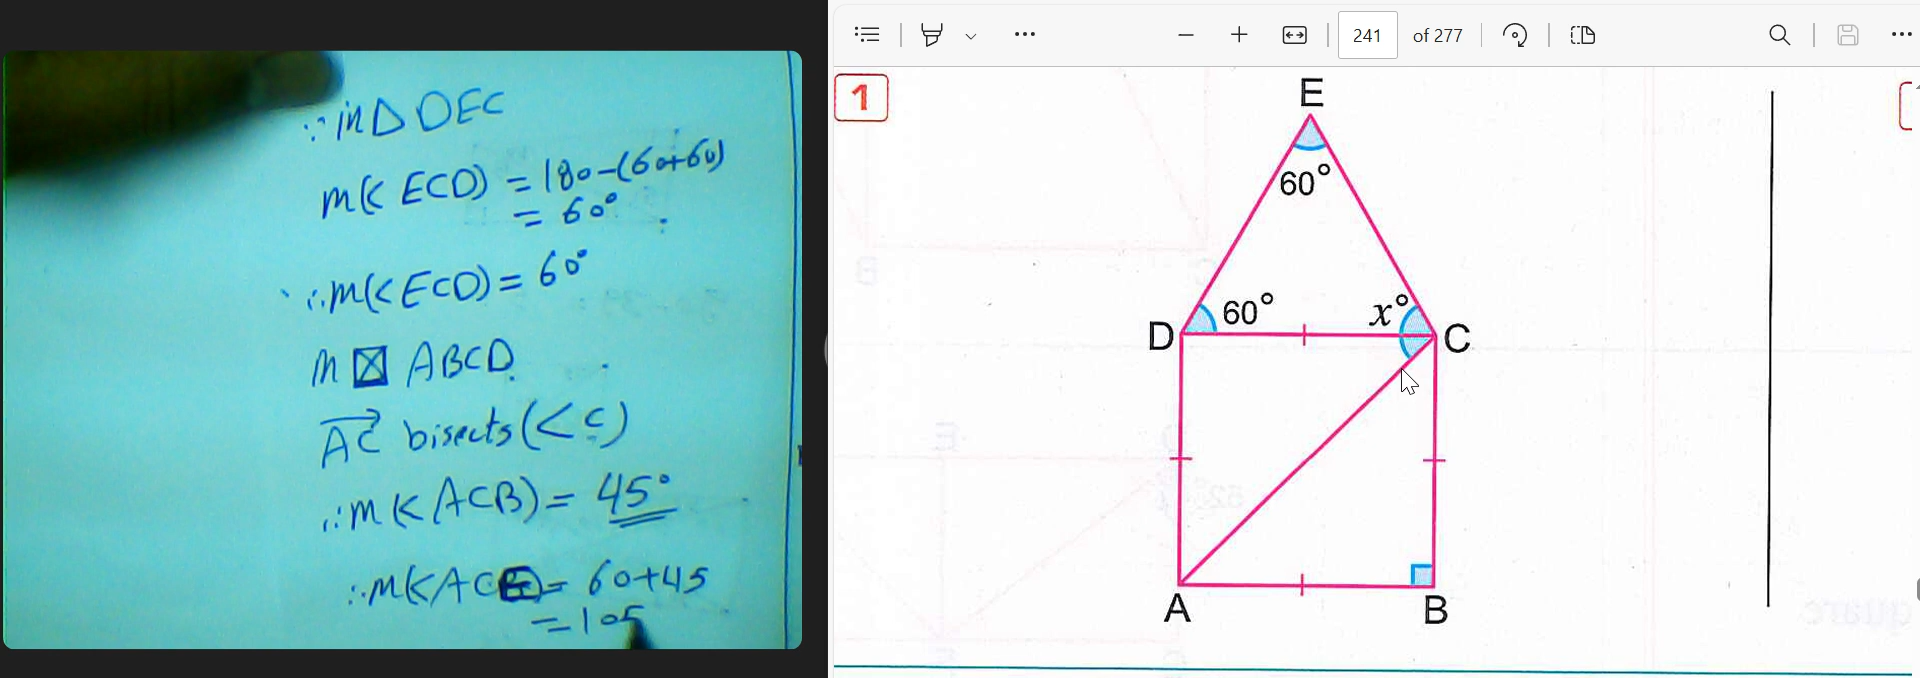 ∵ in △ DEC
m(< ECD) = 180-(60+60)
= 60°
∴ m(< ECD) = 60°
m ABCD.
AC bisects (< C)
∴ m < ACB) = 45°
∴ m(< ACE) = 60+45
= 105
241 of 277
1
E
60°
D 60° x° C
A B